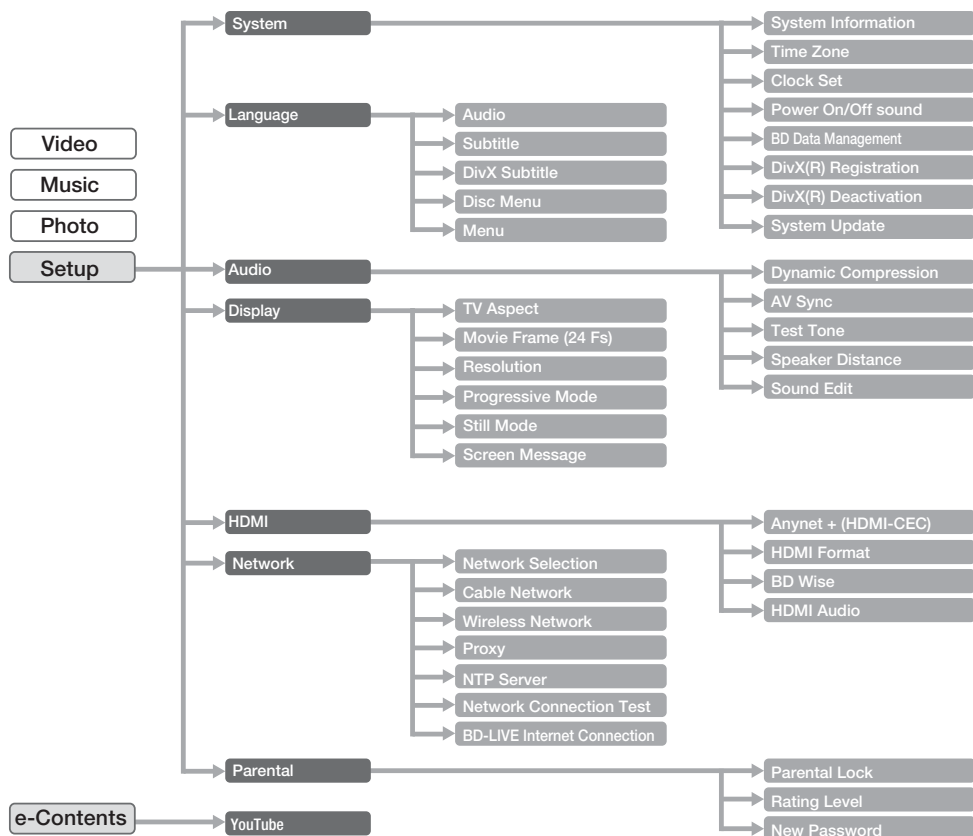 Video
Music
Photo
Setup
e-Contents
System
System Information
Time Zone
Clock Set
Power On/Off sound
BD Data Management
DivX(R) Registration
DivX(R) Deactivation
System Update
Language
Audio
Subtitle
DivX Subtitle
Disc Menu
Menu
Audio
Dynamic Compression
AV Sync
Test Tone
Speaker Distance
Sound Edit
Display
TV Aspect
Movie Frame (24 Fs)
Resolution
Progressive Mode
Still Mode
Screen Message
HDMI
Anynet + (HDMI-CEC)
HDMI Format
BD Wise
HDMI Audio
Network
Network Selection
Cable Network
Wireless Network
Proxy
NTP Server
Network Connection Test
BD-LIVE Internet Connection
Parental
Parental Lock
Rating Level
New Password
YouTube